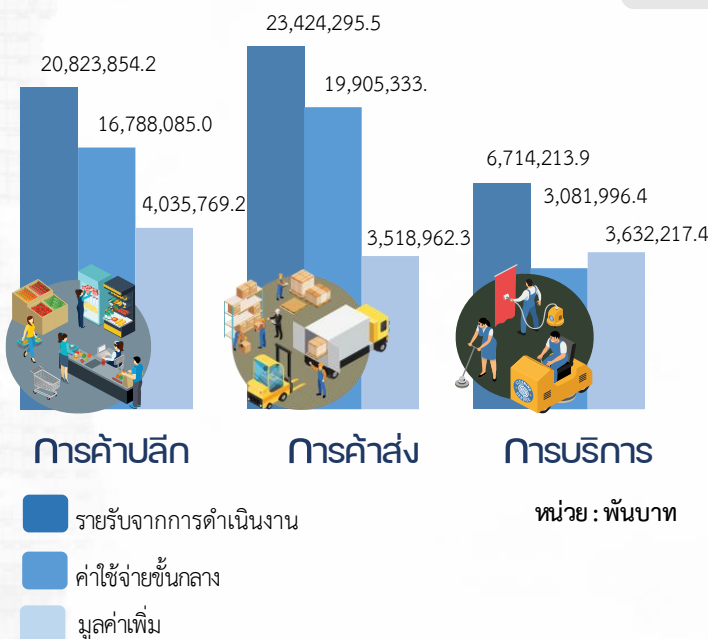 23,424,295.5
20,823,854.2
19,905,333.
16,788,085.0
6,714,213.9
3,081,996.4
4,035,769.2
3,518,962.3
3,632,217.4
การค้าปลีก การค้าส่ง การบริการ
รายรับจากการดำเนินงาน
หน่วย : พันบาท
ค่าใช้จ่ายขั้นกลาง
มูลค่าเพิ่ม